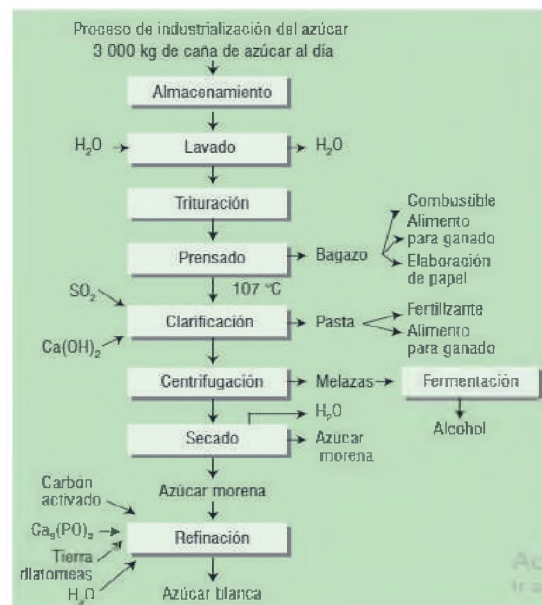 Proceso de industrialización del azúcar
3 000 kg de caña de azúcar al día
Almacenamiento
H₂O
Lavado
H₂O
Trituración
Prensado
Bagazo
Combustible
Alimento
para ganado
Elaboración
de papel
107 °C
SO₂
Ca(OH)₂
Clarificación
Pasta
Fertilizante
Alimento
para ganado
Centrifugación
Melazas
Fermentación
Alcohol
H₂O
Secado
Azúcar
morena
Azúcar morena
Carbón
activado
Ca₃(PO)₂
Tierra
diatomeas
H₂O
Refinación
Azúcar blanca